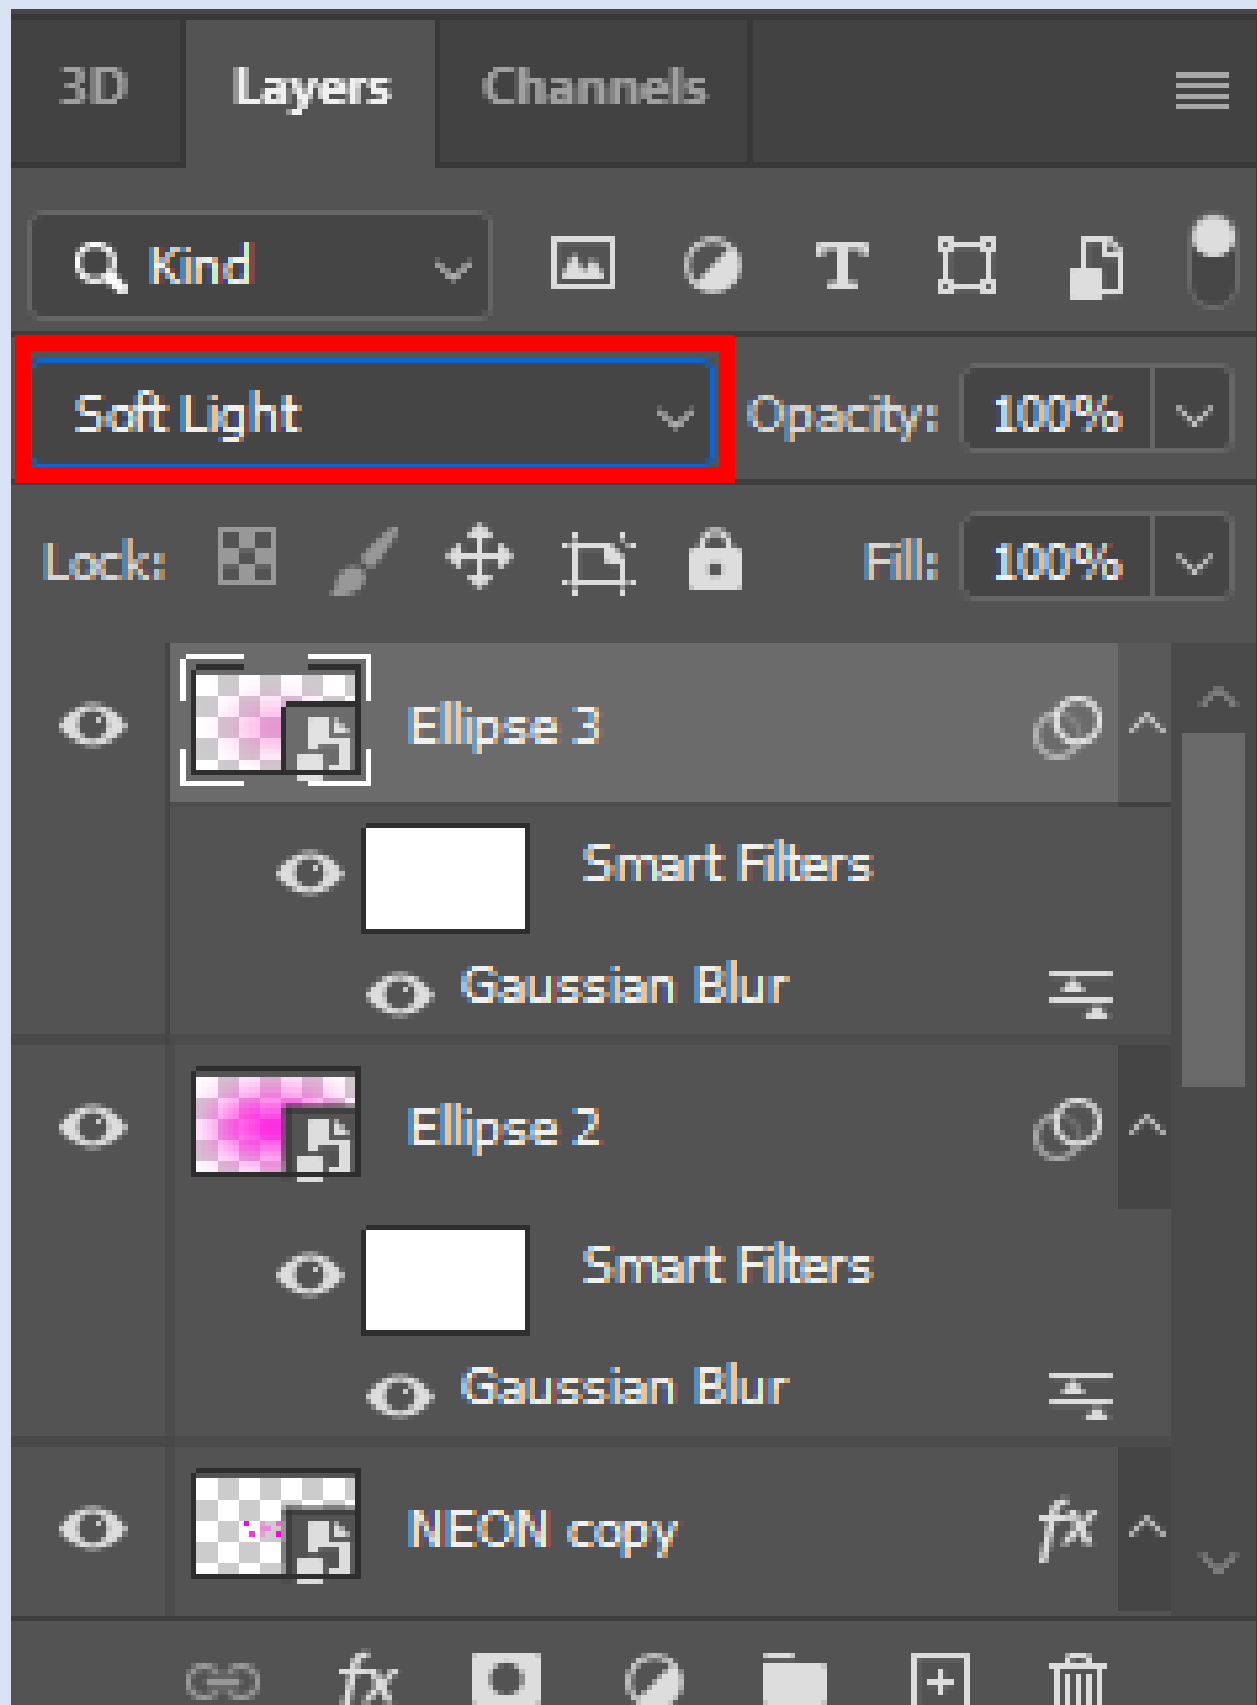 3D Layers Channels
Kind T
Soft Light Opacity: 100%
Lock: Fill: 100%
Ellipse 3
Smart Filters
Gaussian Blur
Ellipse 2
Smart Filters
Gaussian Blur
NEON copy fx
fx